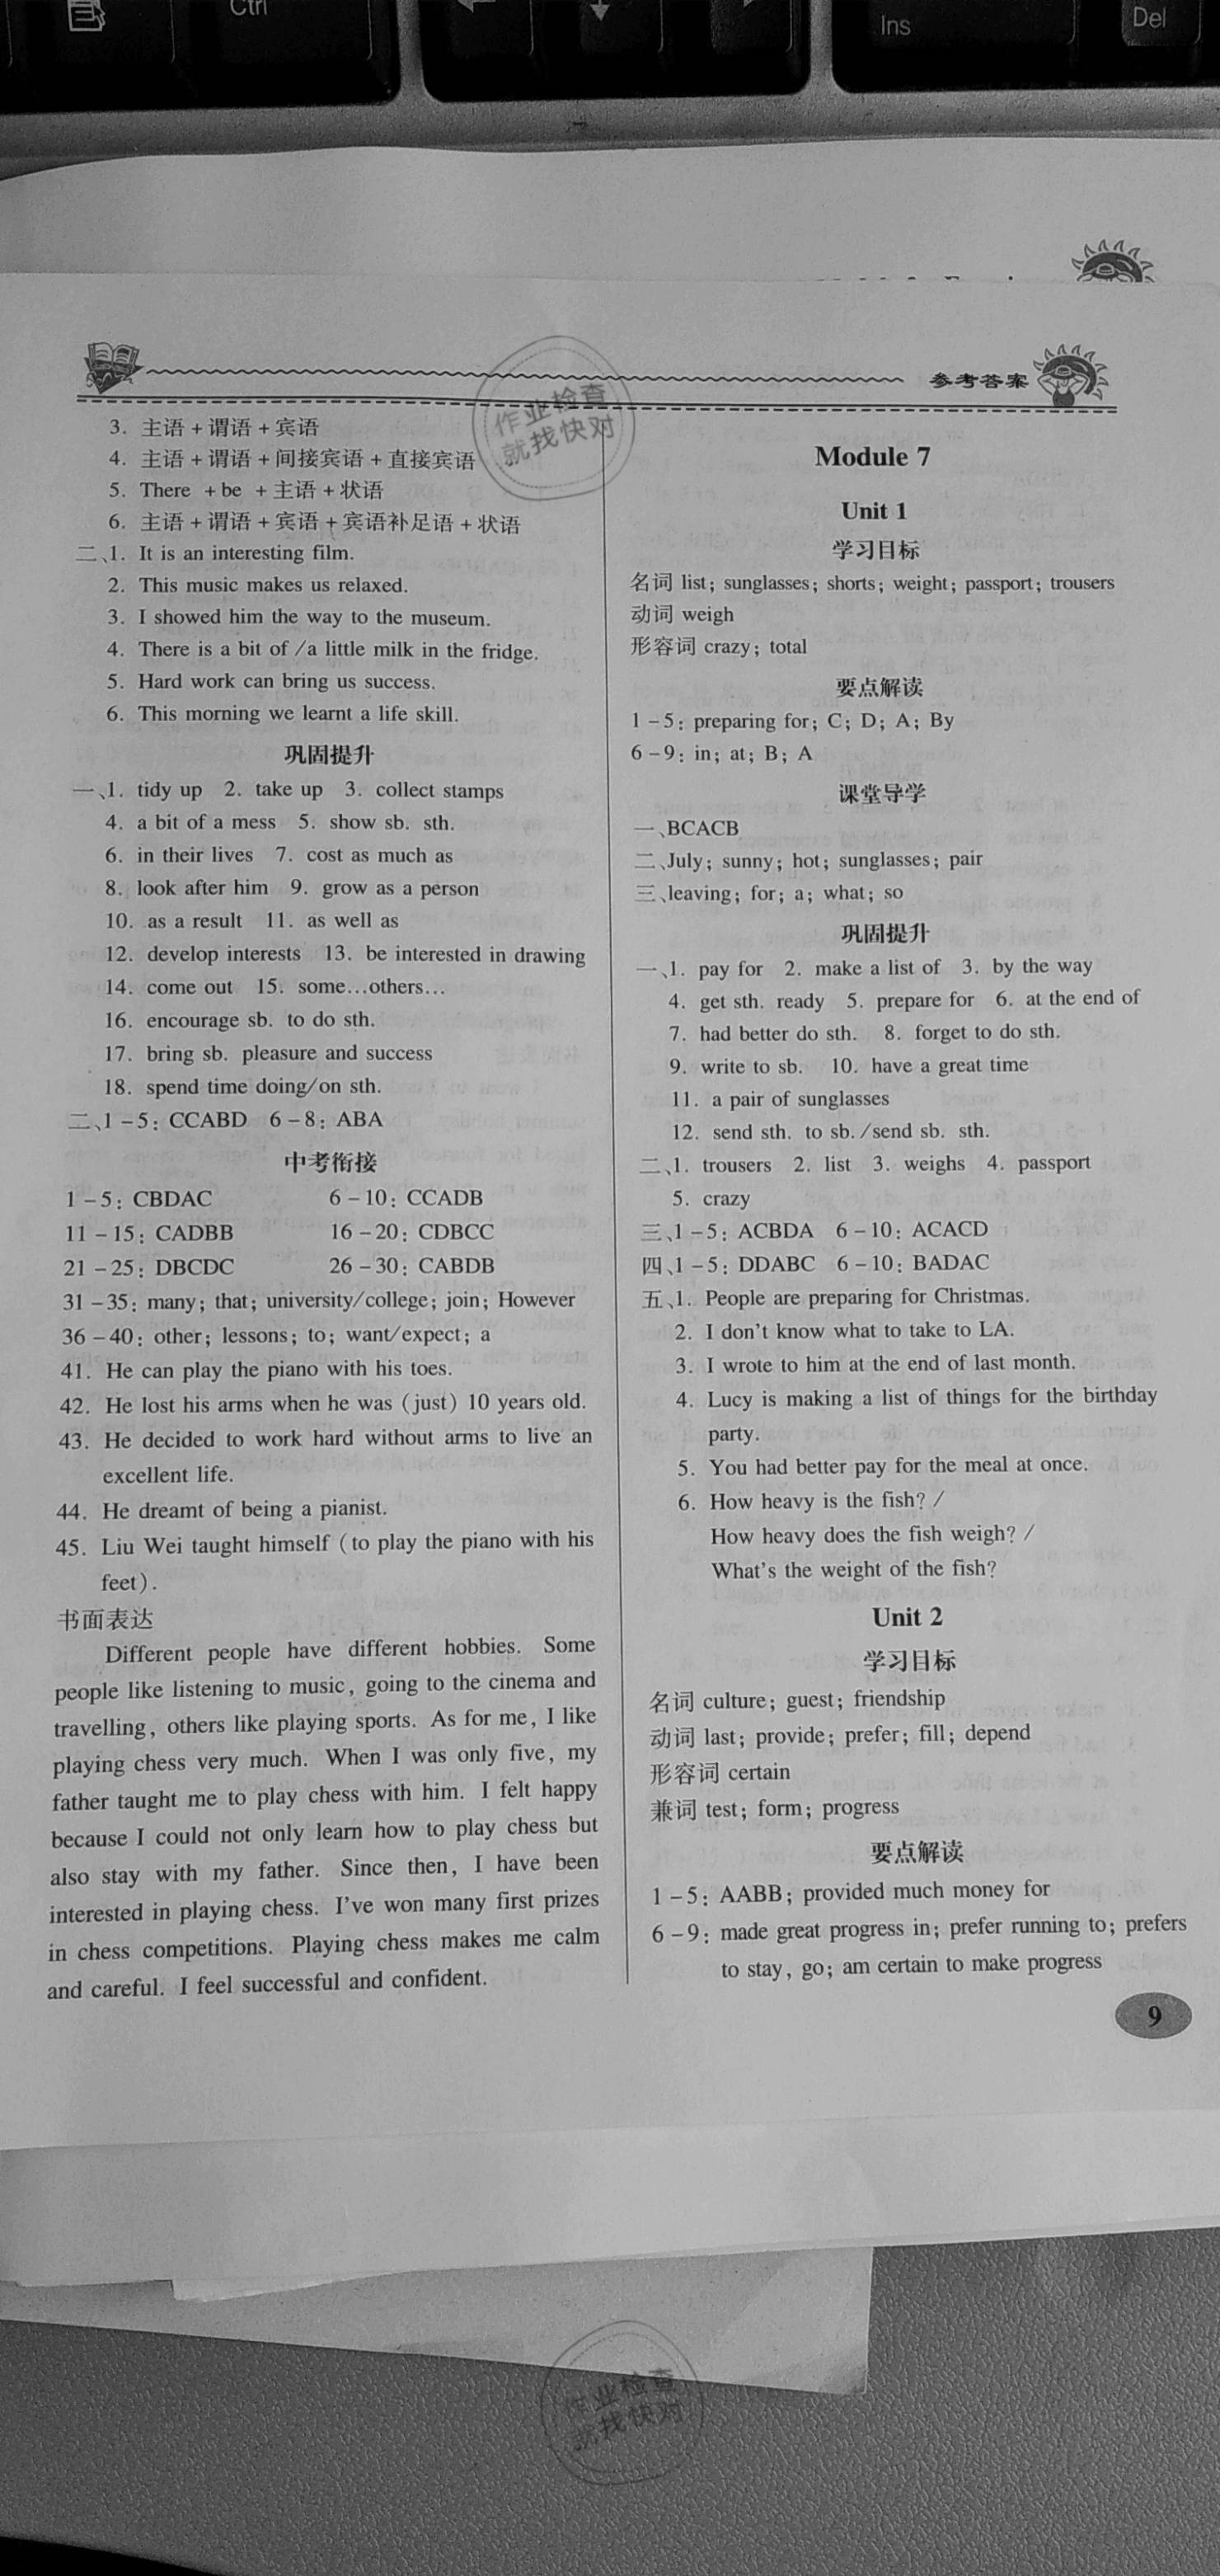 Ctrl
Ins
Del
参考答案
作业检查
就找快对
3. 主语+谓语+宾语
4. 主语+谓语+间接宾语+直接宾语
5. There +be +主语+状语
6. 主语+谓语+宾语+宾语补足语+状语
二、1. It is an interesting film.
2. This music makes us relaxed.
3. I showed him the way to the museum.
4. There is a bit of/a little milk in the fridge.
5. Hard work can bring us success.
6. This morning we learnt a life skill.
巩固提升
一、1. tidy up 2. take up 3. collect stamps
4. a bit of a mess 5. show sb. sth.
6. in their lives 7. cost as much as
8. look after him 9. grow as a person
10. as a result 11. as well as
12. develop interests 13. be interested in drawing
14. come out 15. some…others…
16. encourage sb. to do sth.
17. bring sb. pleasure and success
18. spend time doing/on sth.
二、1-5: CCABD 6-8: ABA
中考衔接
1-5: CBDAC 6-10: CCADB
11-15: CADBB 16-20: CDBCC
21-25: DBCDC 26-30: CABDB
31-35: many; that; university/college; join; However
36-40: other; lessons; to; want/expect; a
41. He can play the piano with his toes.
42. He lost his arms when he was (just) 10 years old.
43. He decided to work hard without arms to live an
excellent life.
44. He dreamt of being a pianist.
45. Liu Wei taught himself (to play the piano with his
feet).
书面表达
Different people have different hobbies. Some
people like listening to music, going to the cinema and
travelling, others like playing sports. As for me, I like
playing chess very much. When I was only five, my
father taught me to play chess with him. I felt happy
because I could not only learn how to play chess but
also stay with my father. Since then, I have been
interested in playing chess. I've won many first prizes
in chess competitions. Playing chess makes me calm
and careful. I feel successful and confident.
Module 7
Unit 1
学习目标
名词 list; sunglasses; shorts; weight; passport; trousers
动词 weigh
形容词 crazy; total
要点解读
1-5: preparing for; C; D; A; By
6-9: in; at; B; A
课堂导学
一、BCACB
二、July; sunny; hot; sunglasses; pair
三、leaving; for; a; what; so
巩固提升
一、1. pay for 2. make a list of 3. by the way
4. get sth. ready 5. prepare for 6. at the end of
7. had better do sth. 8. forget to do sth.
9. write to sb. 10. have a great time
11. a pair of sunglasses
12. send sth. to sb./send sb. sth.
二、1. trousers 2. list 3. weighs 4. passport
5. crazy
三、1-5: ACBDA 6-10: ACACD
四、1-5: DDABC 6-10: BADAC
五、1. People are preparing for Christmas.
2. I don't know what to take to LA.
3. I wrote to him at the end of last month.
4. Lucy is making a list of things for the birthday
party.
5. You had better pay for the meal at once.
6. How heavy is the fish? /
How heavy does the fish weigh? /
What's the weight of the fish?
Unit 2
学习目标
名词 culture; guest; friendship
动词 last; provide; prefer; fill; depend
形容词 certain
兼词 test; form; progress
要点解读
1-5: AABB; provided much money for
6-9: made great progress in; prefer running to; prefers
to stay, go; am certain to make progress
9
作业检查
就找快对